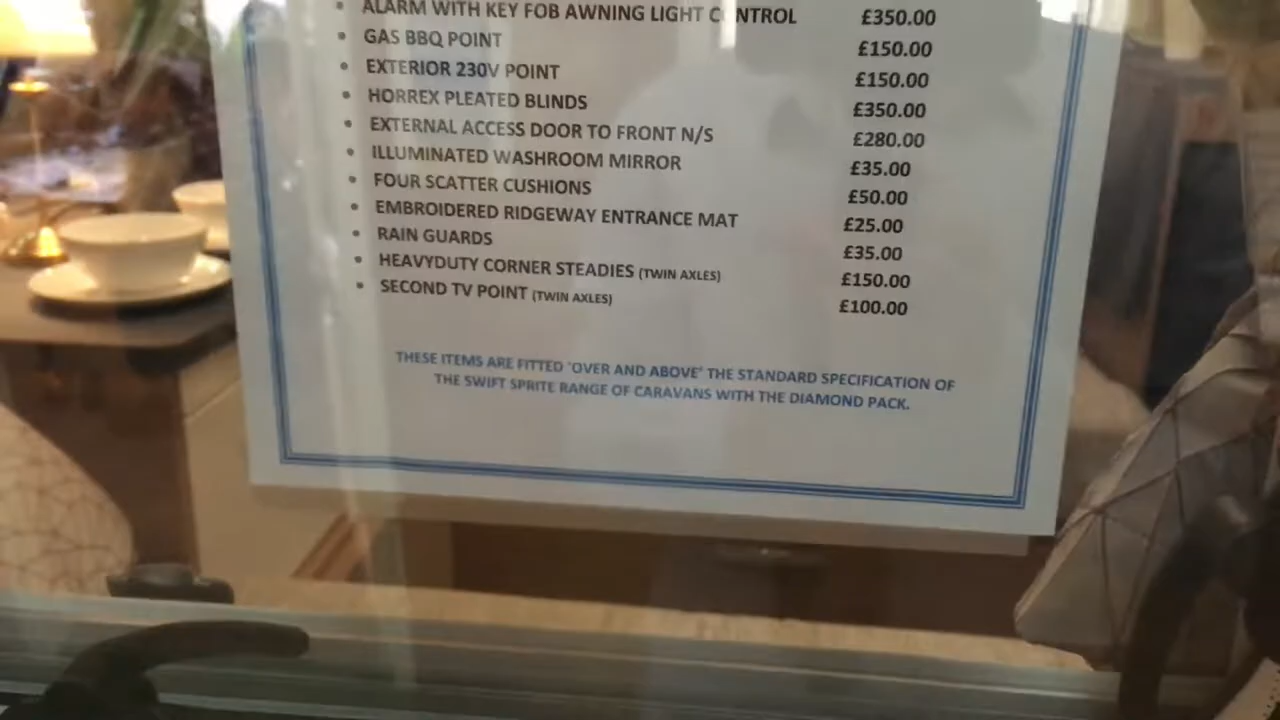 • ALARM WITH KEY FOB AWNING LIGHT CONTROL £350.00
• GAS BBQ POINT £150.00
• EXTERIOR 230V POINT £150.00
• HORREX PLEATED BLINDS £350.00
• EXTERNAL ACCESS DOOR TO FRONT N/S £280.00
• ILLUMINATED WASHROOM MIRROR £35.00
• FOUR SCATTER CUSHIONS £50.00
• EMBROIDERED RIDGEWAY ENTRANCE MAT £25.00
• RAIN GUARDS £35.00
• HEAVYDUTY CORNER STEADIES (TWIN AXLES) £150.00
• SECOND TV POINT (TWIN AXLES) £100.00
THESE ITEMS ARE FITTED 'OVER AND ABOVE' THE STANDARD SPECIFICATION OF
THE SWIFT SPRITE RANGE OF CARAVANS WITH THE DIAMOND PACK.